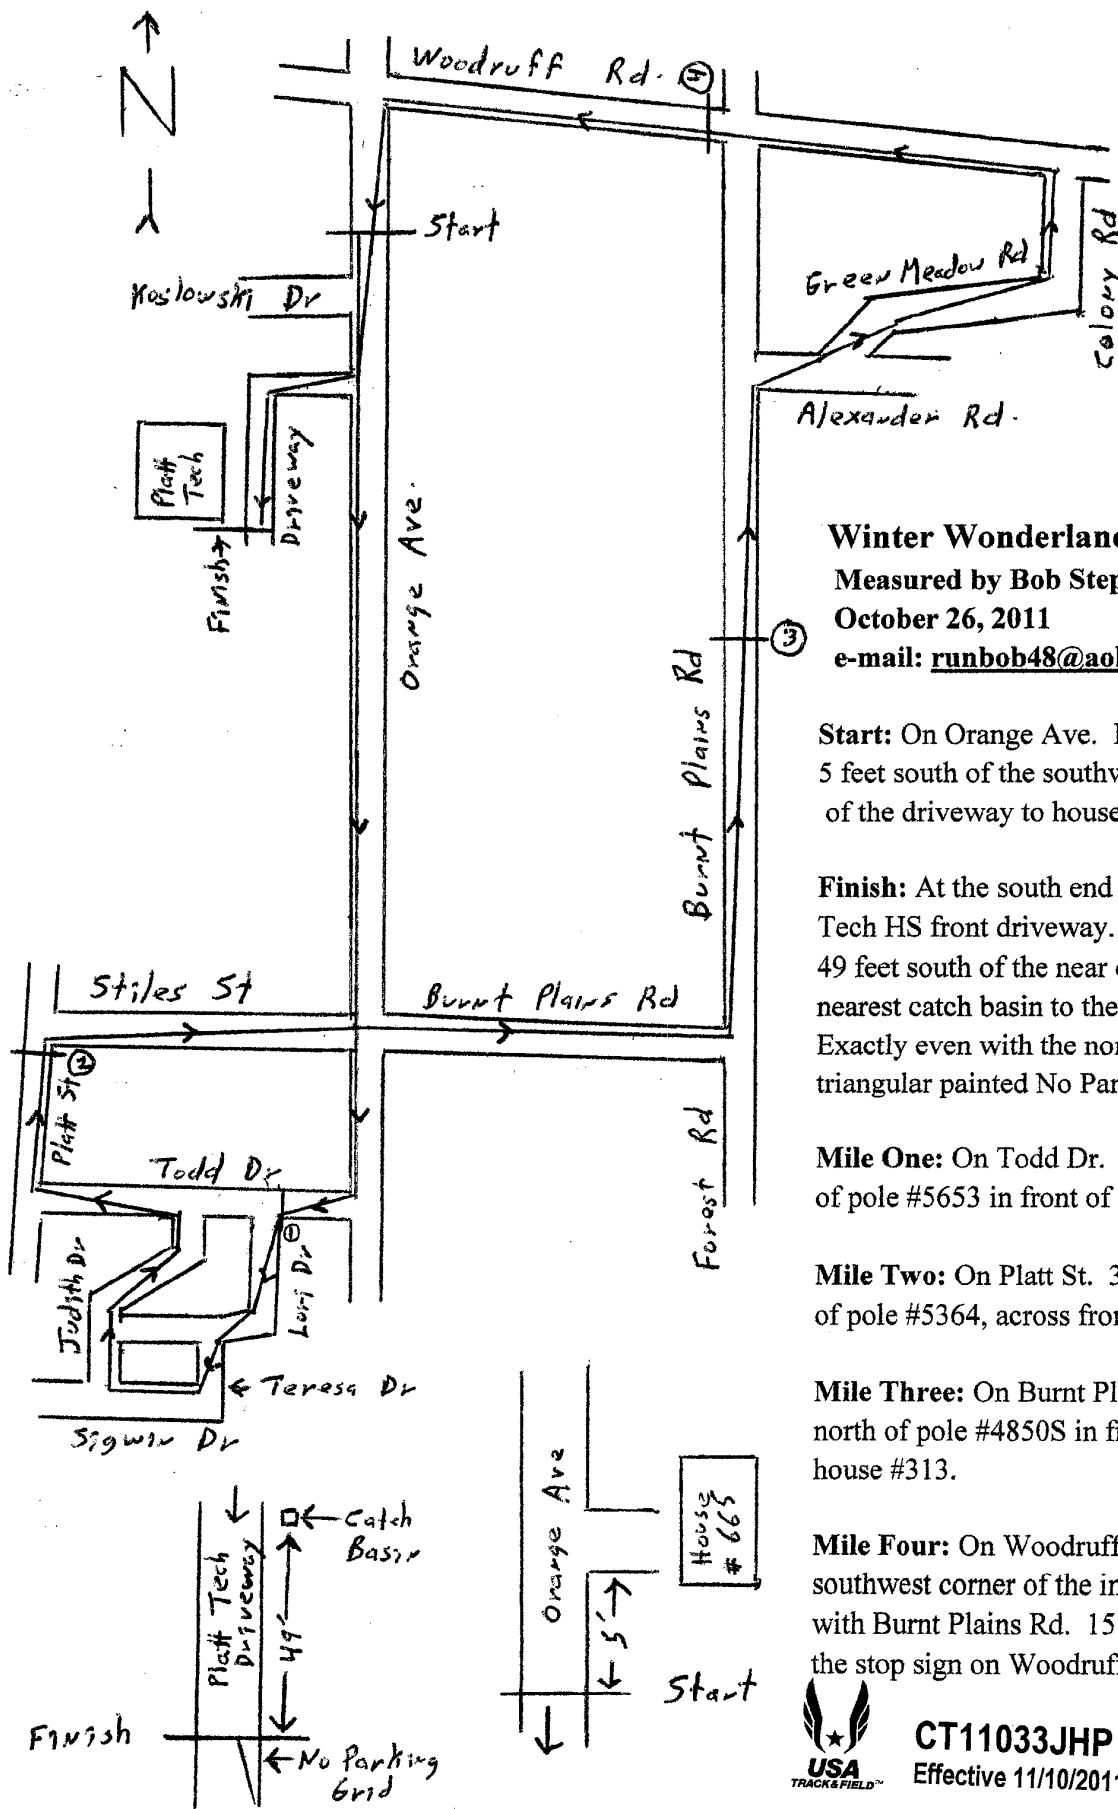 N
Woodruff Rd. 4
Start
Koslowski Dr
Green Meadow Rd
Colony Rd
Alexander Rd.
Platt
Tech
Driveway
Finish
Orange Ave.
3
Burnt Plains Rd
Stiles St
Burnt Plains Rd
2
Platt St
Todd Dr
1
Judith Dr
Lori Dr
Forest Rd
Teresa Dr
Sigwin Dr
Catch
Basin
Platt Tech
Driveway
49'
Finish
No Parking
Grid
Orange Ave
House
# 665
5'
Start
Winter Wonderland
Measured by Bob Step
October 26, 2011
e-mail: runbob48@aol
Start: On Orange Ave.
5 feet south of the southw
of the driveway to house
Finish: At the south end
Tech HS front driveway.
49 feet south of the near
nearest catch basin to the
Exactly even with the nor
triangular painted No Par
Mile One: On Todd Dr.
of pole #5653 in front of
Mile Two: On Platt St. 3
of pole #5364, across from
Mile Three: On Burnt Pl
north of pole #4850S in
house #313.
Mile Four: On Woodruff
southwest corner of the in
with Burnt Plains Rd. 15
the stop sign on Woodruff
USA
TRACK&FIELD™
CT11033JHP
Effective 11/10/2011